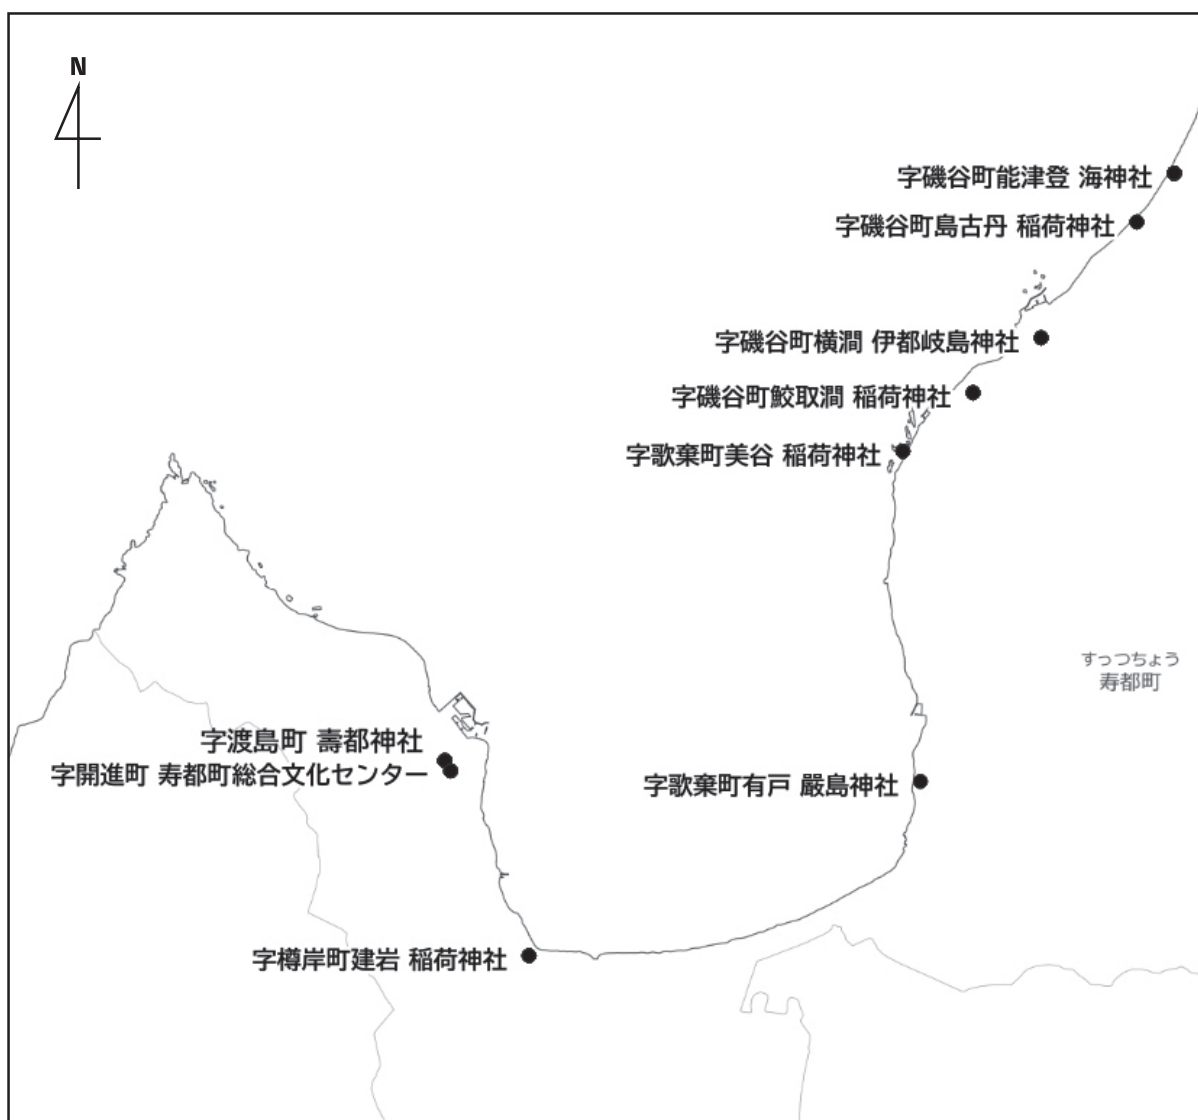 N
字磯谷町能津登 海神社
字磯谷町島古丹 稲荷神社
字磯谷町横澗 伊都岐島神社
字磯谷町鮫取澗 稲荷神社
字歌棄町美谷 稲荷神社
すっつちょう
寿都町
字渡島町 壽都神社
字開進町 寿都町総合文化センター
字歌棄町有戸 嚴島神社
字樽岸町建岩 稲荷神社